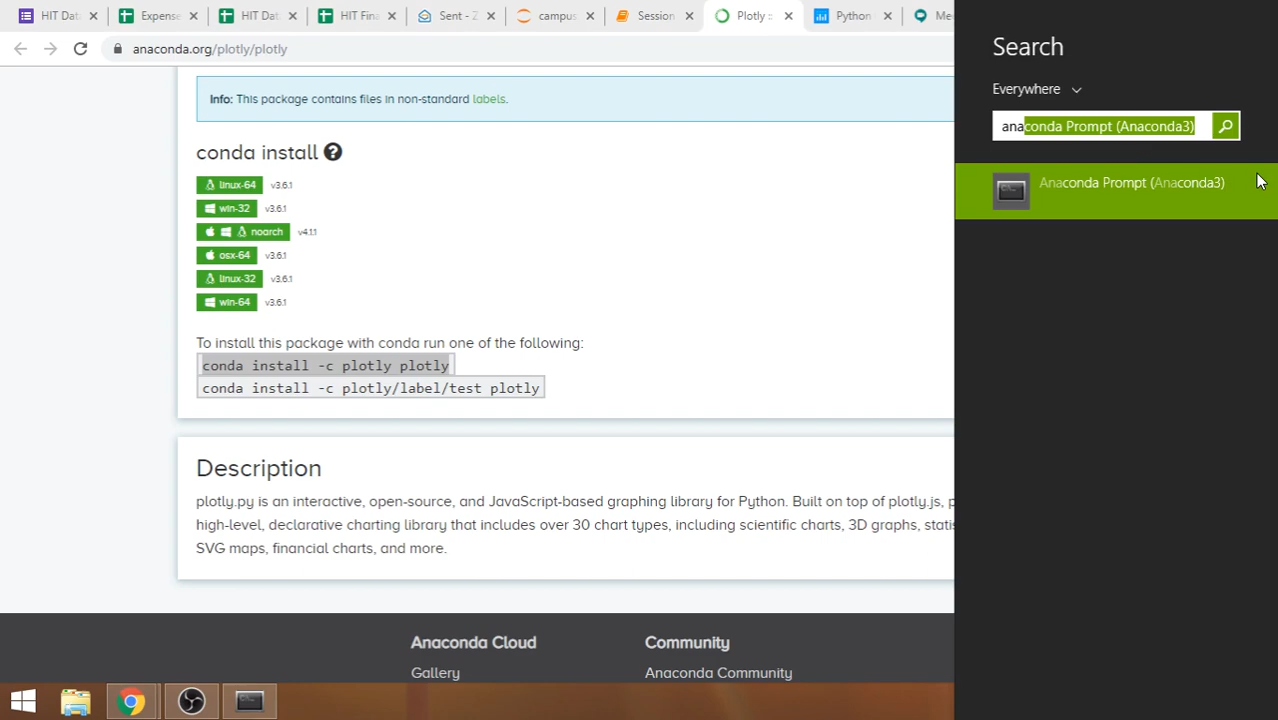 HIT Dat
Expense
HIT Dat
HIT Fina
Sent - Z
campus
Session
Plotly ::
Python
Me
anaconda.org/plotly/plotly
Info: This package contains files in non-standard labels.
conda install ?
linux-64 v3.6.1
win-32 v3.6.1
noarch v4.1.1
osx-64 v3.6.1
linux-32 v3.6.1
win-64 v3.6.1
To install this package with conda run one of the following:
conda install -c plotly plotly
conda install -c plotly/label/test plotly
Description
plotly.py is an interactive, open-source, and JavaScript-based graphing library for Python. Built on top of plotly.js, p
high-level, declarative charting library that includes over 30 chart types, including scientific charts, 3D graphs, stati
SVG maps, financial charts, and more.
Anaconda Cloud
Gallery
Community
Anaconda Community
Search
Everywhere
anaconda Prompt (Anaconda3)
Anaconda Prompt (Anaconda3)